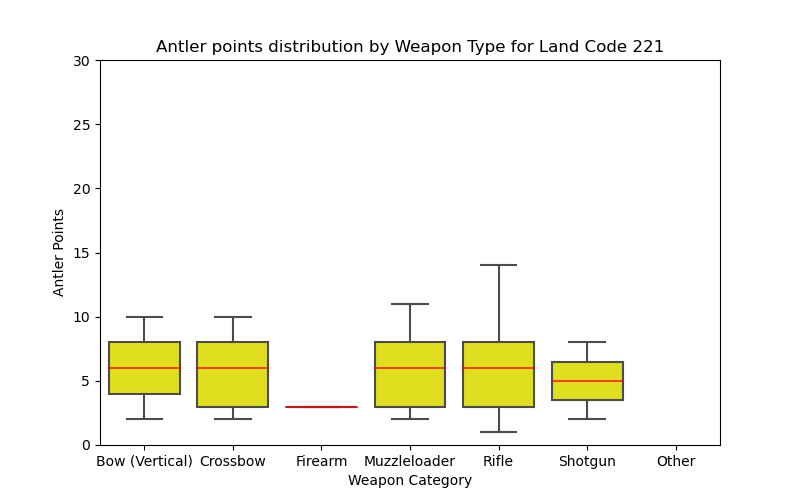 Antler points distribution by Weapon Type for Land Code 221
30
25
20
15
10
5
0
Antler Points
Bow (Vertical) Crossbow Firearm Muzzleloader Rifle Shotgun Other
Weapon Category